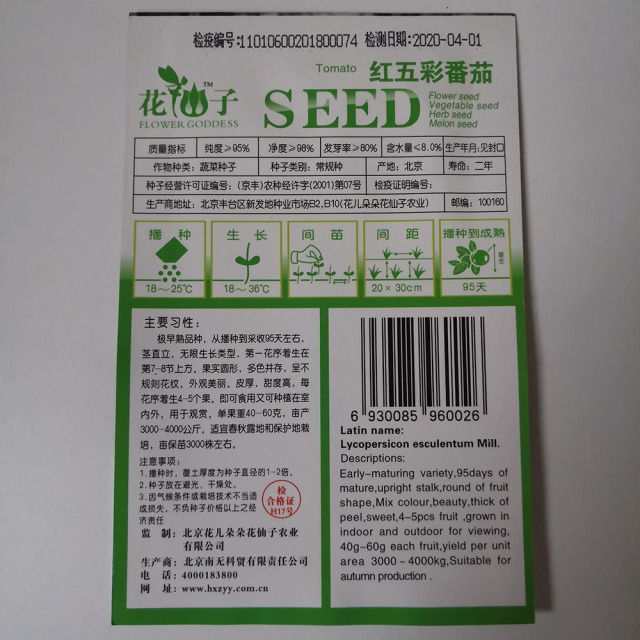 检疫编号:11010600201800074 检测日期:2020-04-01
Tomato 红五彩番茄
花仙子™
FLOWER GODDESS
SEED
Flower seed
Vegetable seed
Herb seed
Melon seed
质量指标 纯度≥95% 净度≥98% 发芽率≥80% 含水量≤8.0% 生产年月:见封口
作物种类:蔬菜种子 种子类别:常规种 产地:北京 寿命:二年
种子经营许可证编号:(京丰)农种经许字(2001)第07号 检疫证明编号:
生产商地址:北京丰台区新发地种业市场B2,B10(花儿朵朵花仙子农业) 邮编:100160
播种 生长 间苗 间距 播种到成熟
18～25℃ 18～36℃ 20×30cm 95天
主要习性:
极早熟品种，从播种到采收95天左右，
茎直立，无限生长类型，第一花序着生在
第7-8节上方。果实圆形，多色并存，呈不
规则花纹，外观美丽。皮厚，甜度高，每
花序着生4-5个果。即可食用又可种植在室
内外，用于观赏。单果重40-60克，亩产
3000-4000公斤。适宜春秋露地和保护地栽
培，亩保苗3000株左右。
注意事项:
1.播种时，覆土厚度为种子直径的1-2倍。
2.种子放在避光、干燥处。
3.因气候条件或栽培技术不当造
成损失，不负种子价格以上之经
济责任
检
合格证
H17号
监 制:北京花儿朵朵花仙子农业
有限公司
生产商:北京南无科贸有限责任公司
电 话:4000183800
网 址:www.hxzyy.com.cn
6 930085 960026
Latin name:
Lycopersicon esculentum Mill.
Descriptions:
Early-maturing variety,95days of
mature,upright stalk,round of fruit
shape,Mix colour,beauty,thick of
peel,sweet,4-5pcs fruit ,grown in
indoor and outdoor for viewing,
40g~60g each fruit,yield per unit
area 3000～4000kg,Suitable for
autumn production .